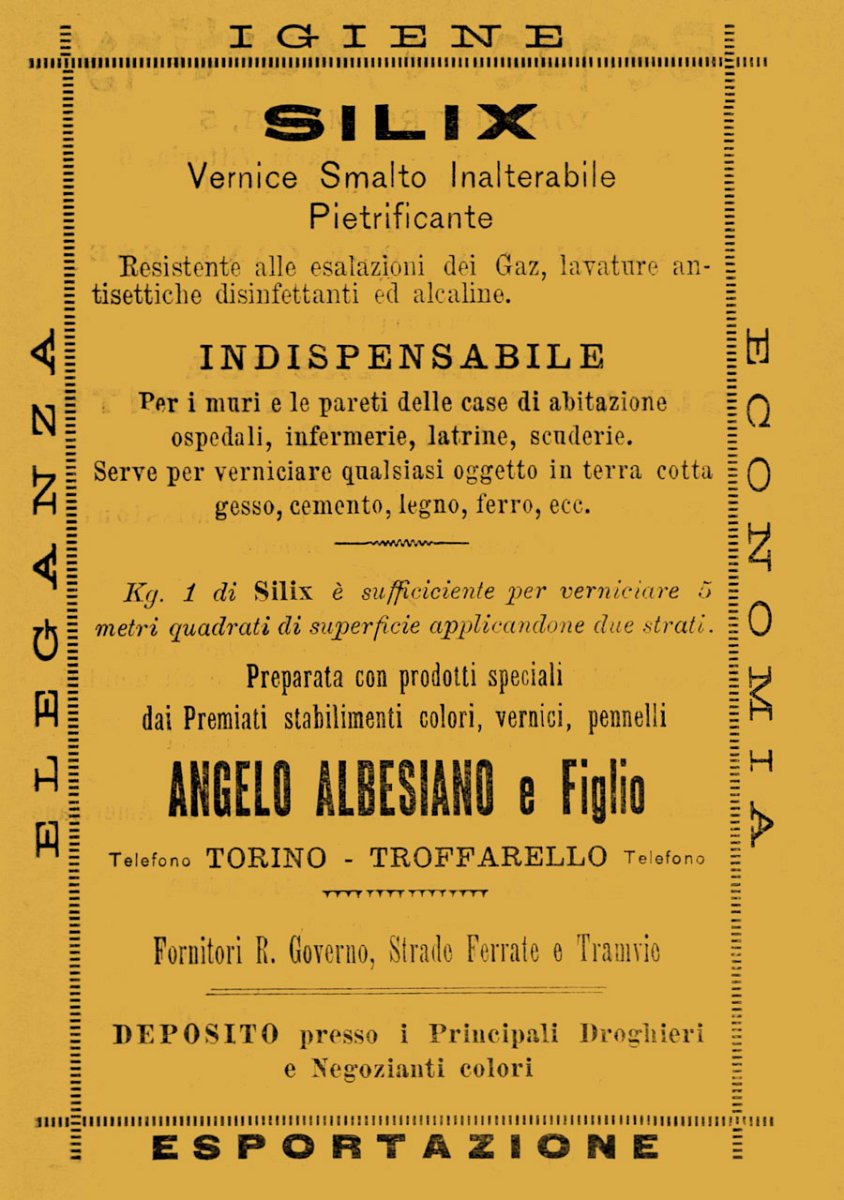 IGIENE
SILIX
Vernice Smalto Inalterabile
Pietrificante
Resistente alle esalazioni dei Gaz, lavature an-
tisettiche disinfettanti ed alcaline.
INDISPENSABILE
Per i muri e le pareti delle case di abitazione
ospedali, infermerie, latrine, scuderie.
Serve per verniciare qualsiasi oggetto in terra cotta
gesso, cemento, legno, ferro, ecc.
Kg. 1 di Silix è sufficiciente per verniciare 5
metri quadrati di superficie applicandone due strati.
Preparata con prodotti speciali
dai Premiati stabilimenti colori, vernici, pennelli
ANGELO ALBESIANO e Figlio
Telefono TORINO - TROFFARELLO Telefono
Fornitori R. Governo, Strade Ferrate e Tramvie
DEPOSITO presso i Principali Droghieri
e Negozianti colori
ELEGANZA
ECONOMIA
ESPORTAZIONE